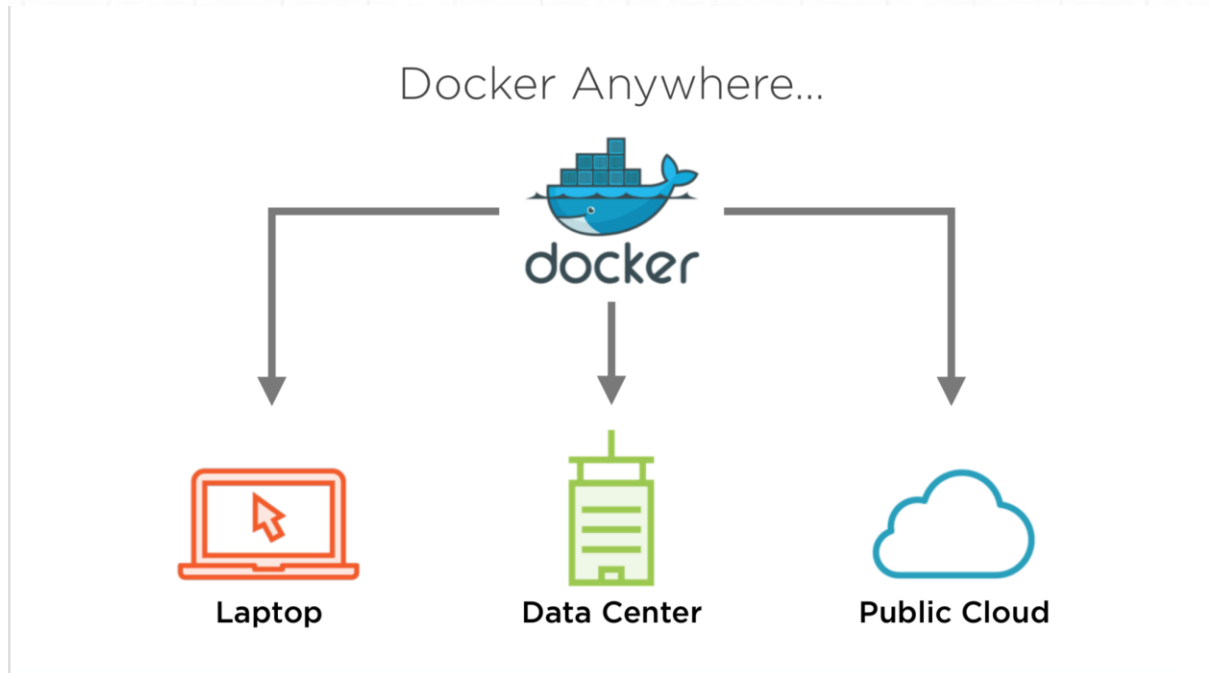 Docker Anywhere...
docker
Laptop
Data Center
Public Cloud